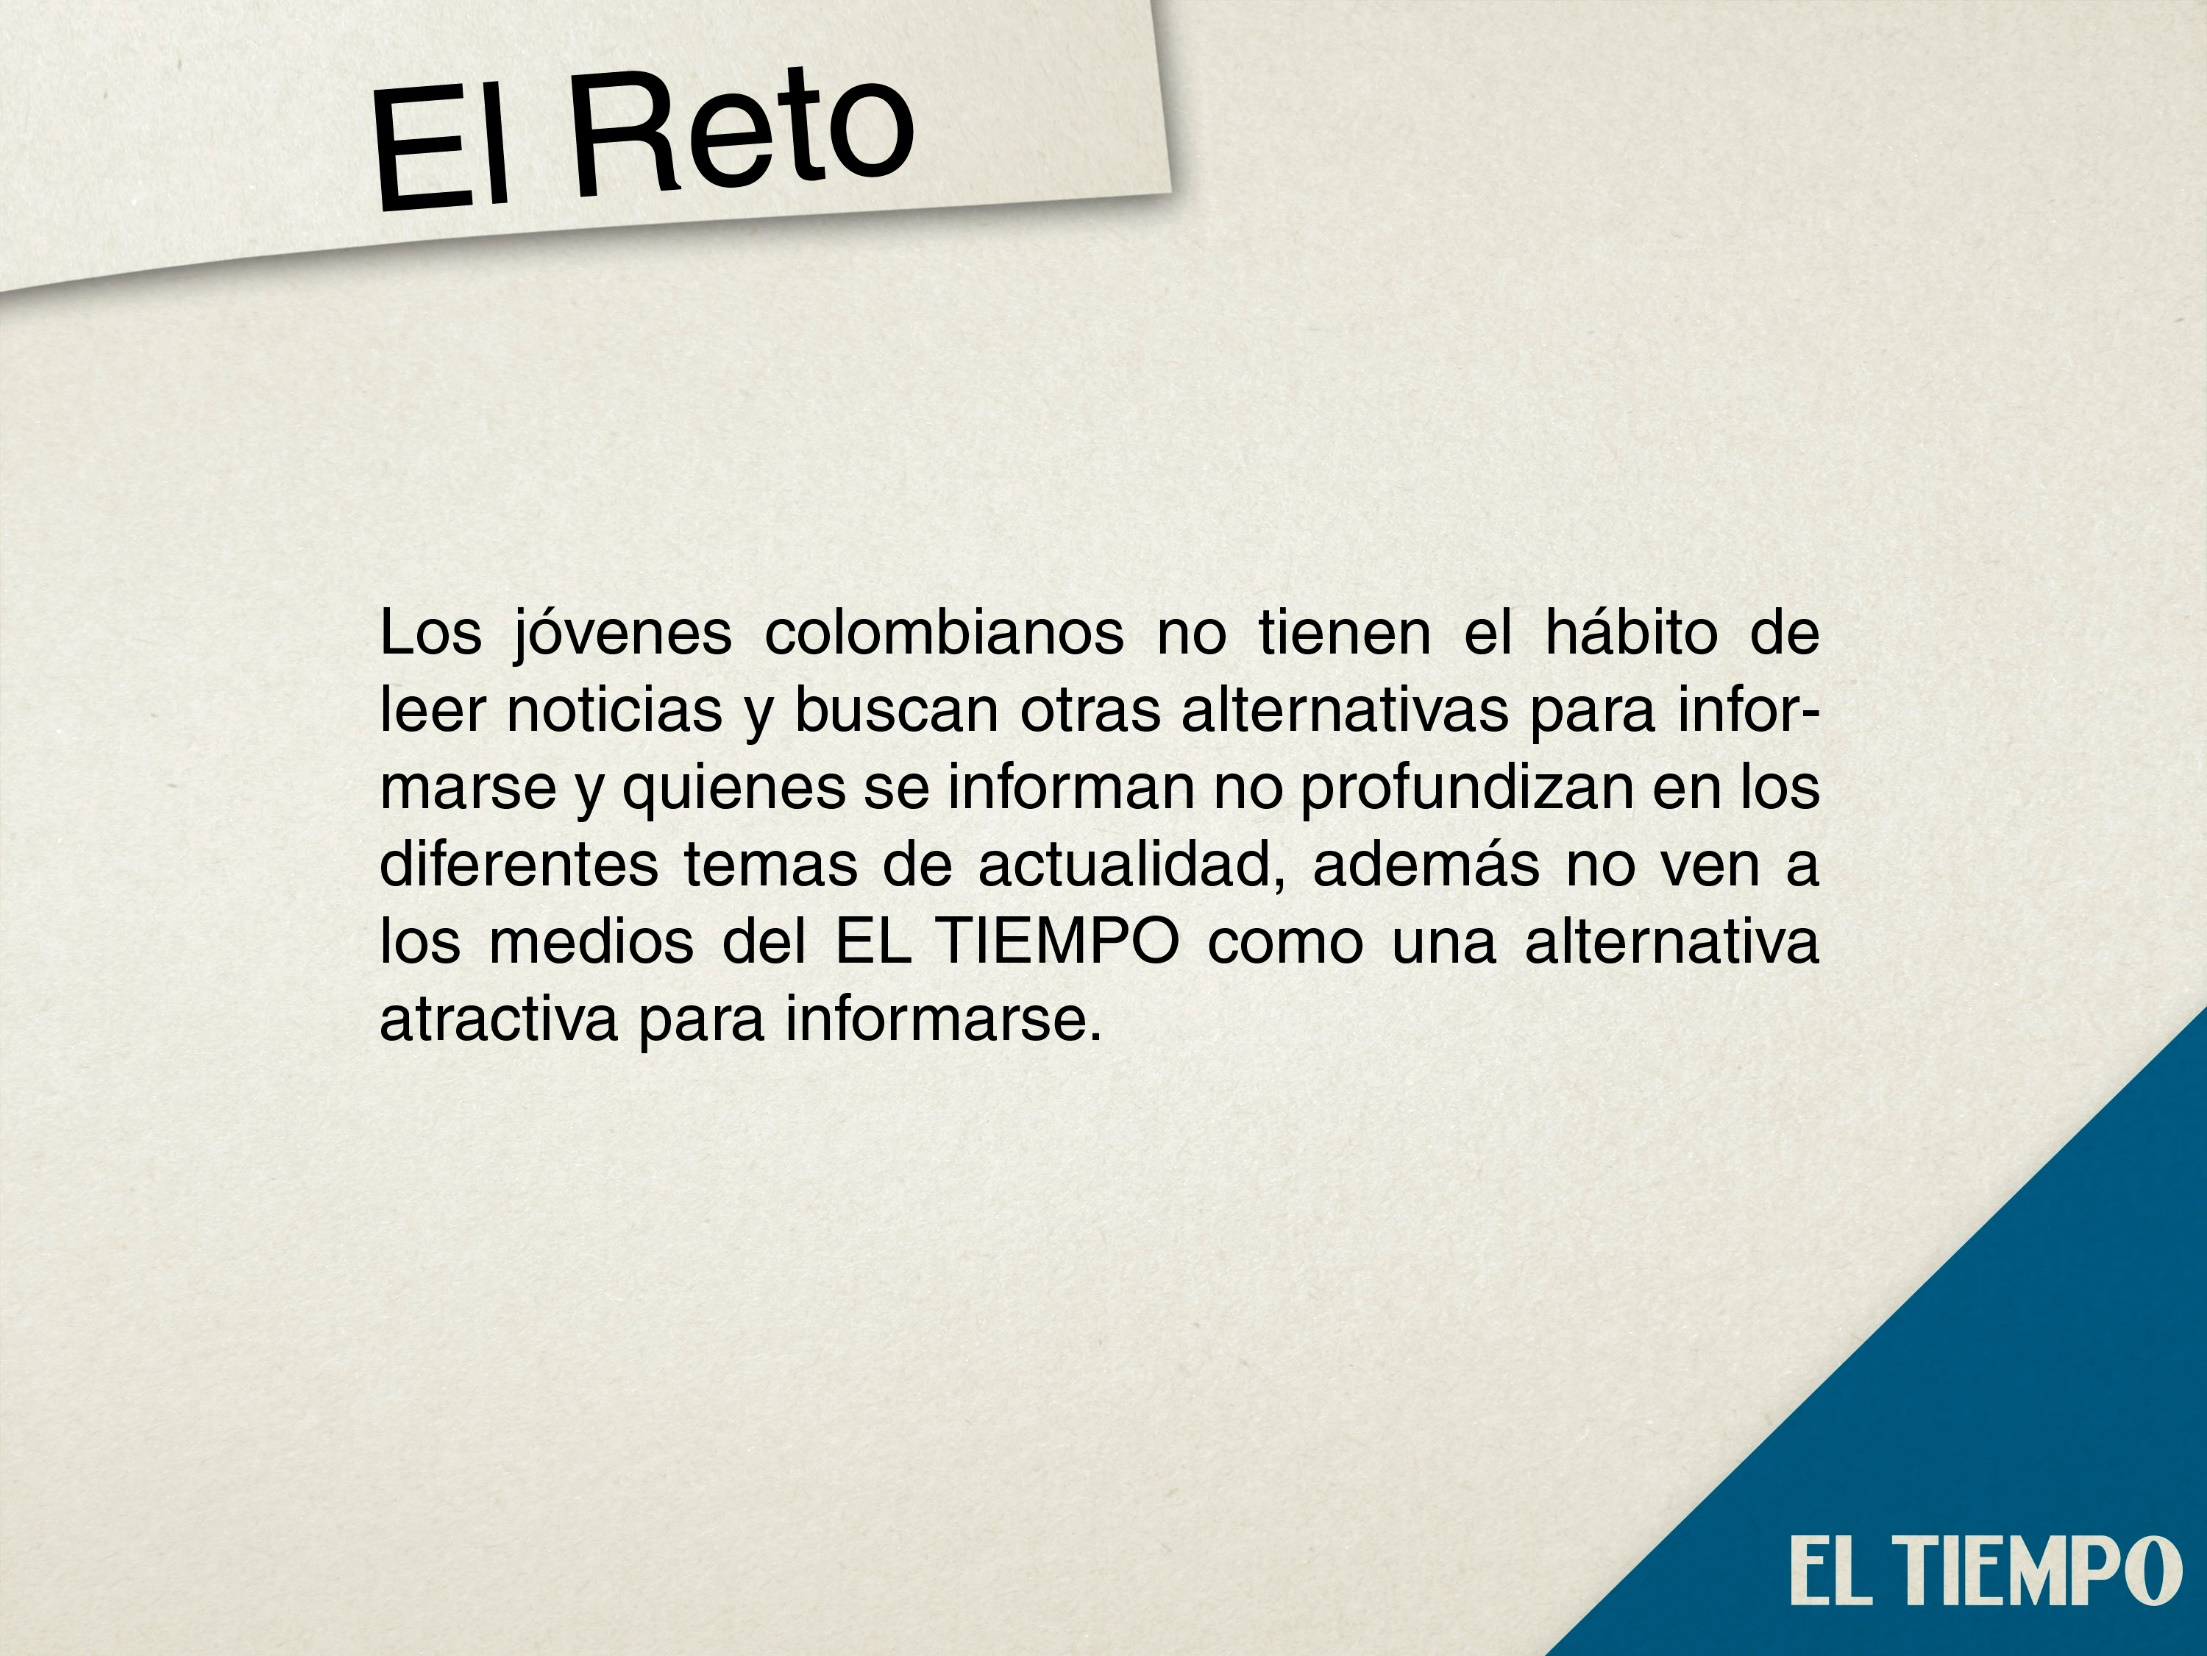 El Reto
Los jóvenes colombianos no tienen el hábito de
leer noticias y buscan otras alternativas para infor-
marse y quienes se informan no profundizan en los
diferentes temas de actualidad, además no ven a
los medios del EL TIEMPO como una alternativa
atractiva para informarse.
EL TIEMPO